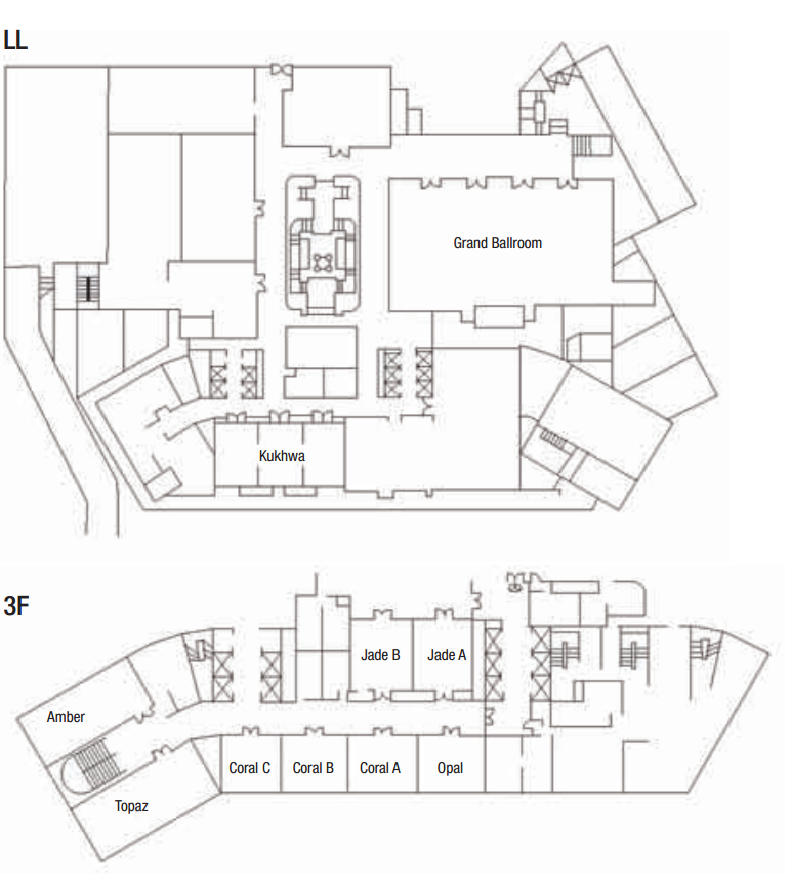 LL
Grand Ballroom
Kukhwa
3F
Jade B
Jade A
Amber
Coral C
Coral B
Coral A
Opal
Topaz